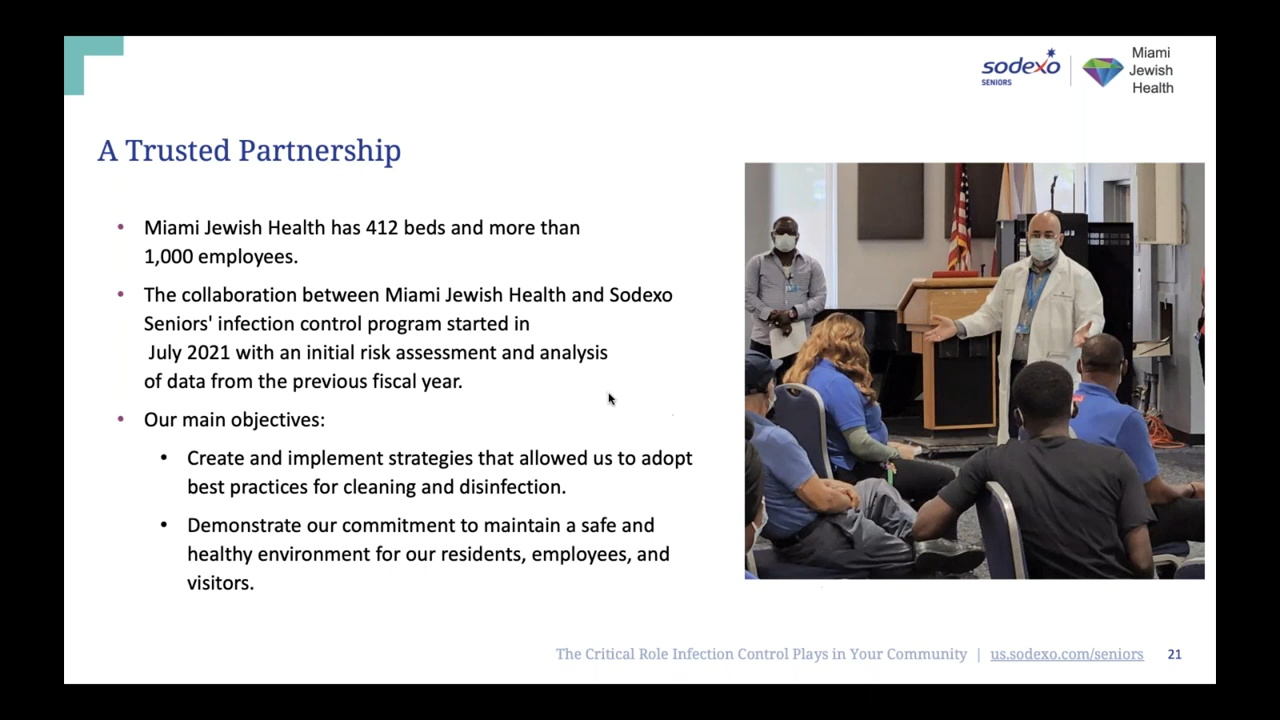 sodexo
SENIORS
Miami
Jewish
Health
A Trusted Partnership
• Miami Jewish Health has 412 beds and more than
1,000 employees.
• The collaboration between Miami Jewish Health and Sodexo
Seniors' infection control program started in
July 2021 with an initial risk assessment and analysis
of data from the previous fiscal year.
• Our main objectives:
• Create and implement strategies that allowed us to adopt
best practices for cleaning and disinfection.
• Demonstrate our commitment to maintain a safe and
healthy environment for our residents, employees, and
visitors.
The Critical Role Infection Control Plays in Your Community | us.sodexo.com/seniors 21